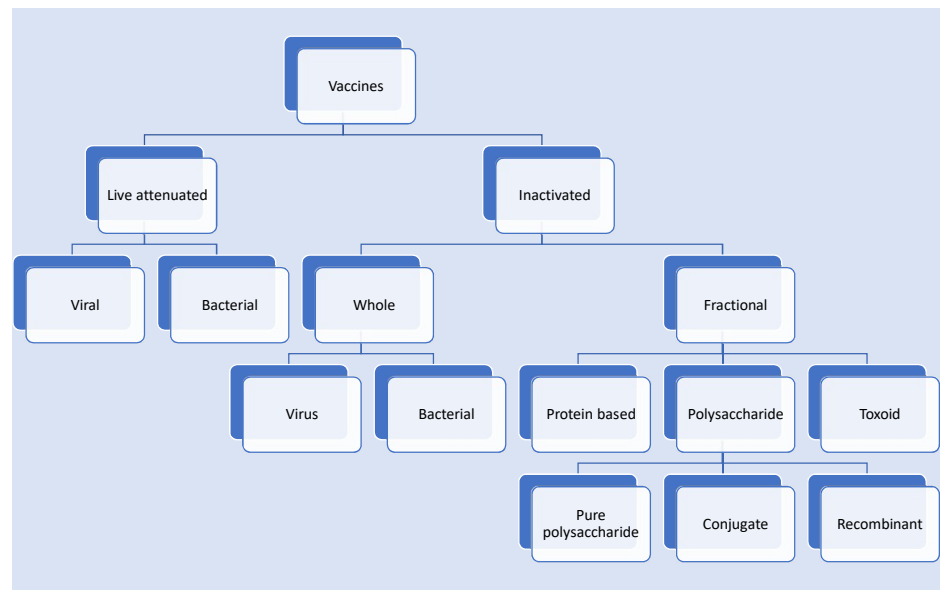 Vaccines
Live attenuated
Inactivated
Viral
Bacterial
Whole
Fractional
Virus
Bacterial
Protein based
Polysaccharide
Toxoid
Pure
polysaccharide
Conjugate
Recombinant